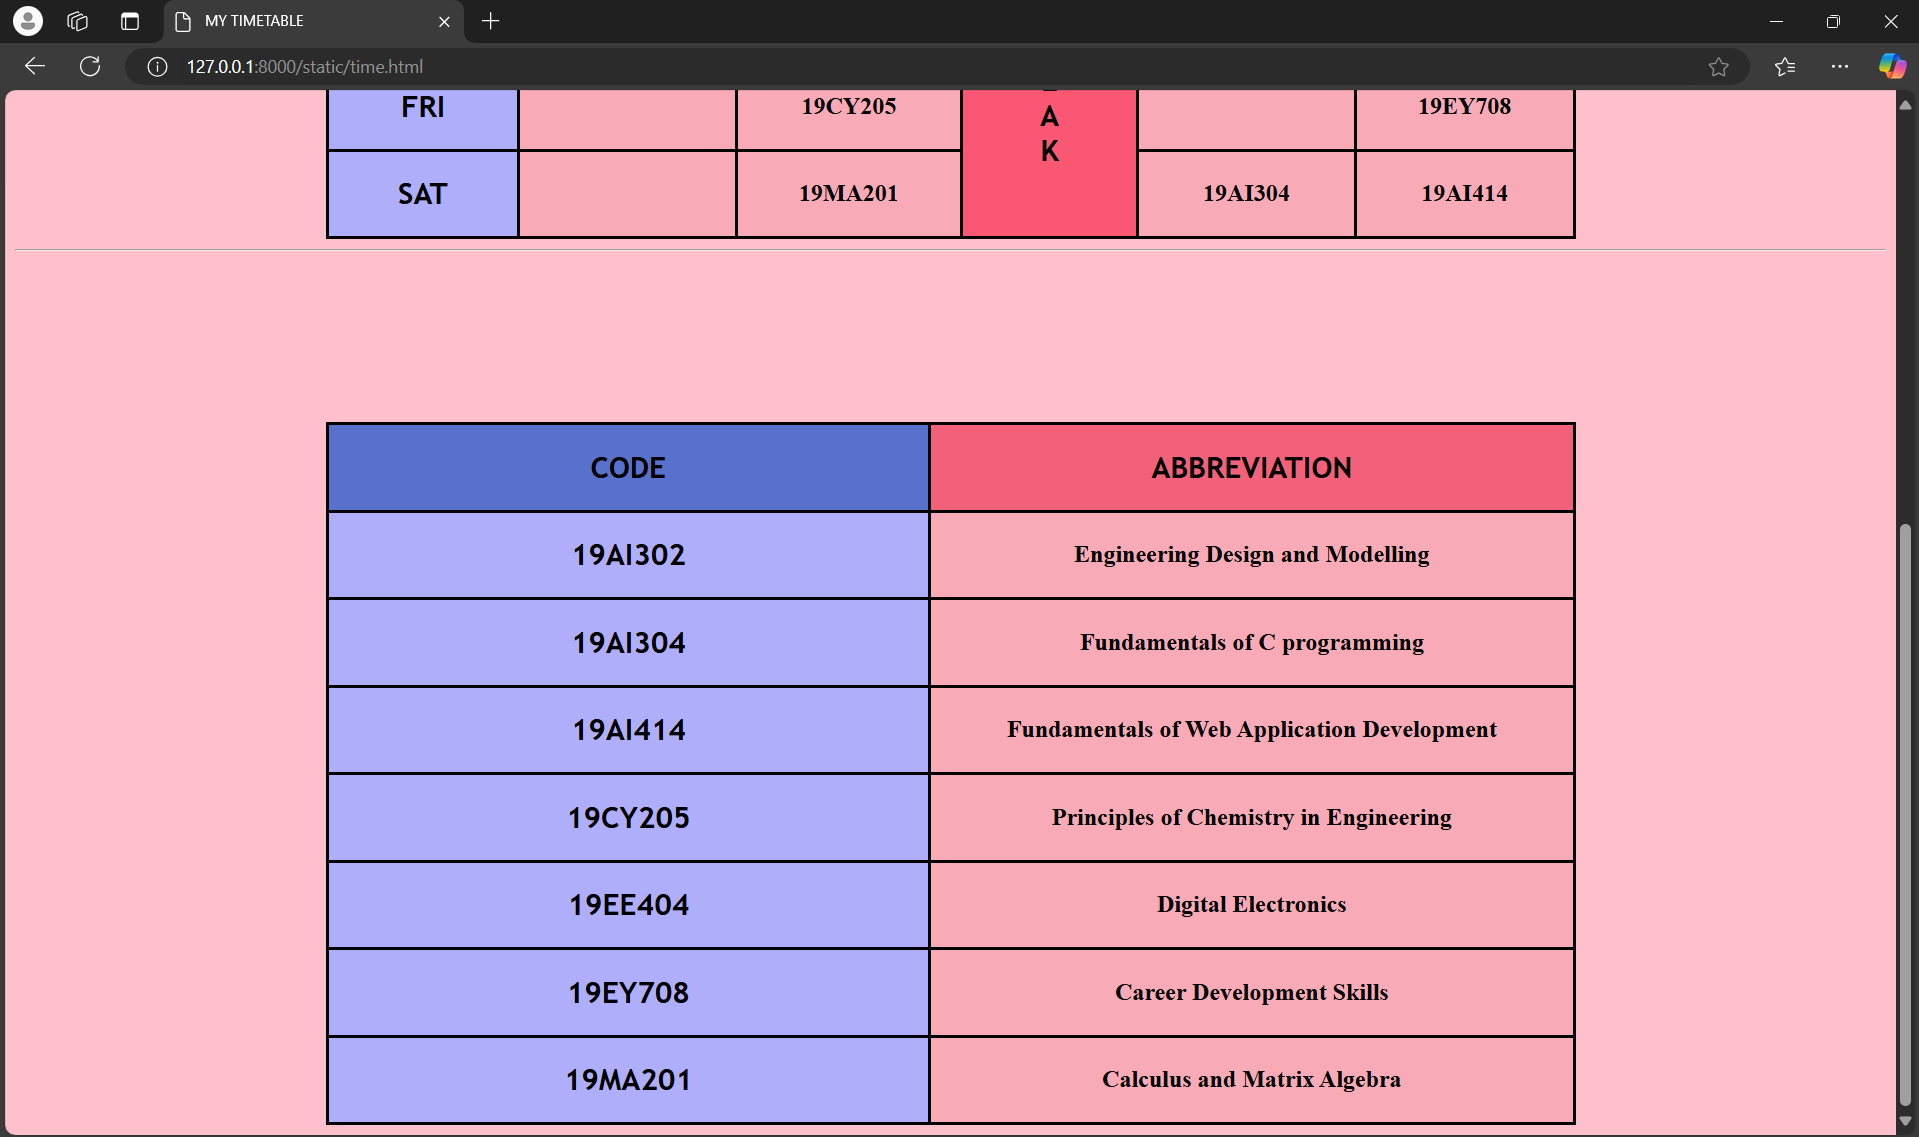 MY TIMETABLE
127.0.0.1:8000/static/time.html
FRI 19CY205 19EY708
A
K
SAT 19MA201 19AI304 19AI414
CODE ABBREVIATION
19AI302 Engineering Design and Modelling
19AI304 Fundamentals of C programming
19AI414 Fundamentals of Web Application Development
19CY205 Principles of Chemistry in Engineering
19EE404 Digital Electronics
19EY708 Career Development Skills
19MA201 Calculus and Matrix Algebra